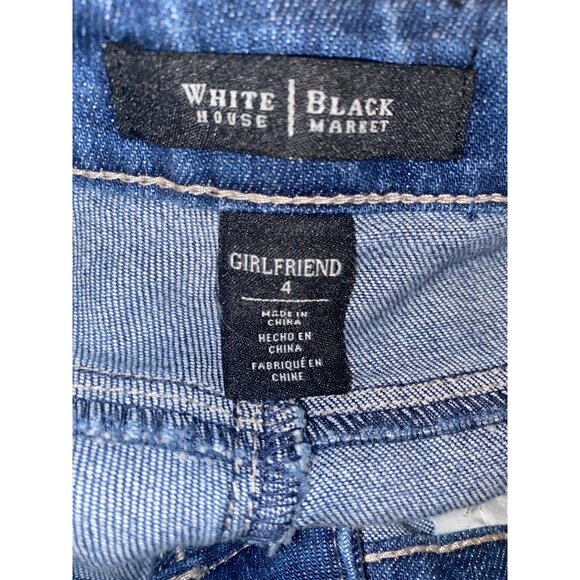 WHITE | BLACK
HOUSE | MARKET
GIRLFRIEND
4
MADE IN
CHINA
HECHO EN
CHINA
FABRIQUÉ EN
CHINE